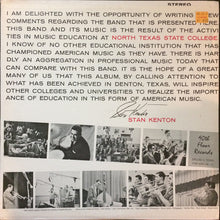 STEREO
I AM DELIGHTED WITH THE OPPORTUNITY OF WRITING
COMMENTS REGARDING THE BAND THAT IS PRESENTED HERE.
THIS BAND AND ITS MUSIC IS THE RESULT OF THE ACTIVI
TIES IN MUSIC EDUCATION AT NORTH TEXAS STATE COLLEGE
I KNOW OF NO OTHER EDUCATIONAL INSTITUTION THAT HAS
CHAMPIONED AMERICAN MUSIC AS THEY HAVE. THERE IS HAR
DLY AN AGGREGATION IN PROFESSIONAL MUSIC TODAY THAT
CAN COMPARE WITH THIS BAND. IT IS THE HOPE OF A GREAT
MANY OF US THAT THIS ALBUM, BY CALLING ATTENTION TO
WHAT HAS BEEN ACHIEVED IN DENTON, TEXAS, WILL INSPIRE
OTHER COLLEGES AND UNIVERSITIES TO REALIZE THE IMPORT
ANCE OF EDUCATION IN THIS FORM OF AMERICAN MUSIC.
Stan Kenton
STAN KENTON